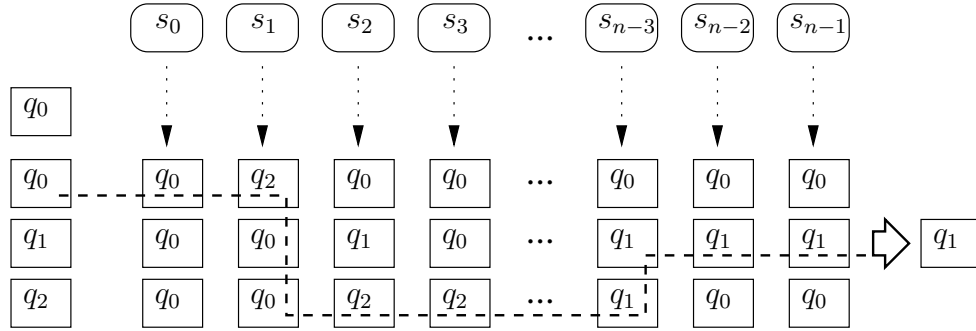 s₀ s₁ s₂ s₃ ... sₙ₋₃ sₙ₋₂ sₙ₋₁
q₀
q₀ q₀ q₂ q₀ q₀ ... q₀ q₀ q₀
q₁ q₀ q₀ q₁ q₀ ... q₁ q₁ q₁ q₁
q₂ q₀ q₀ q₂ q₂ ... q₁ q₀ q₀